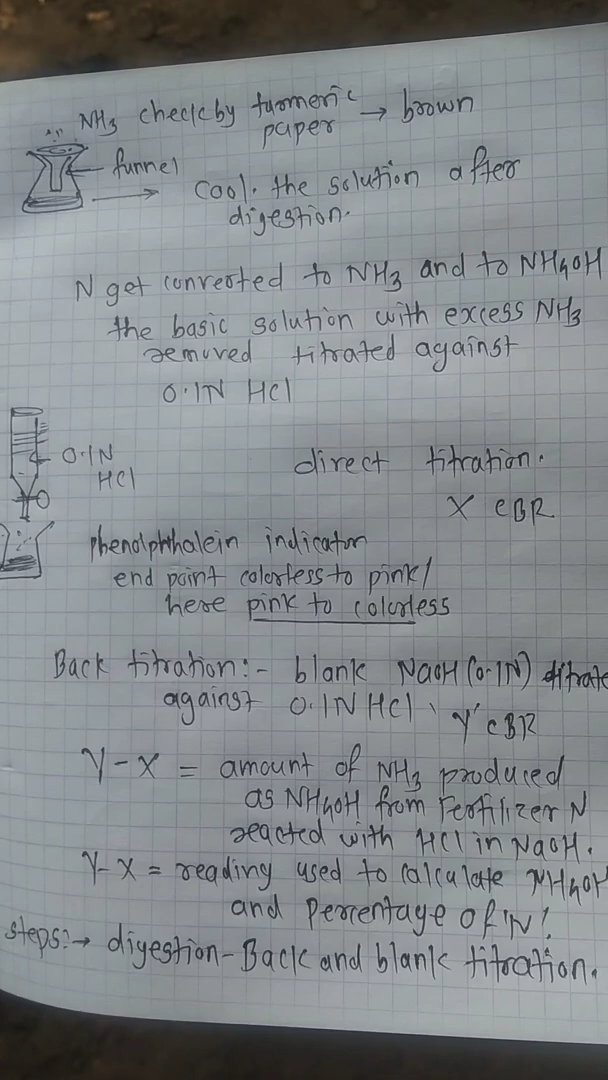 NH3 check by turmeric
paper → brown
funnel
→ cool. the solution after
digestion.
N get converted to NH3 and to NH4OH
the basic solution with excess NH3
removed titrated against
0.1N HCl
0.1N
HCl
direct titration.
X CBR
phenolphthalein indicator
end point colorless to pink/
here pink to colorless
Back titration:- blank NaOH (0.1N) titrate
against 0.1N HCl, Y' CBR
Y-X = amount of NH3 produced
as NH4OH from Fertilizer N
reacted with HCl in NaOH.
Y-X = reading used to calculate NH4OH
and percentage of 'N'.
steps:→ digestion-Back and blank titration.